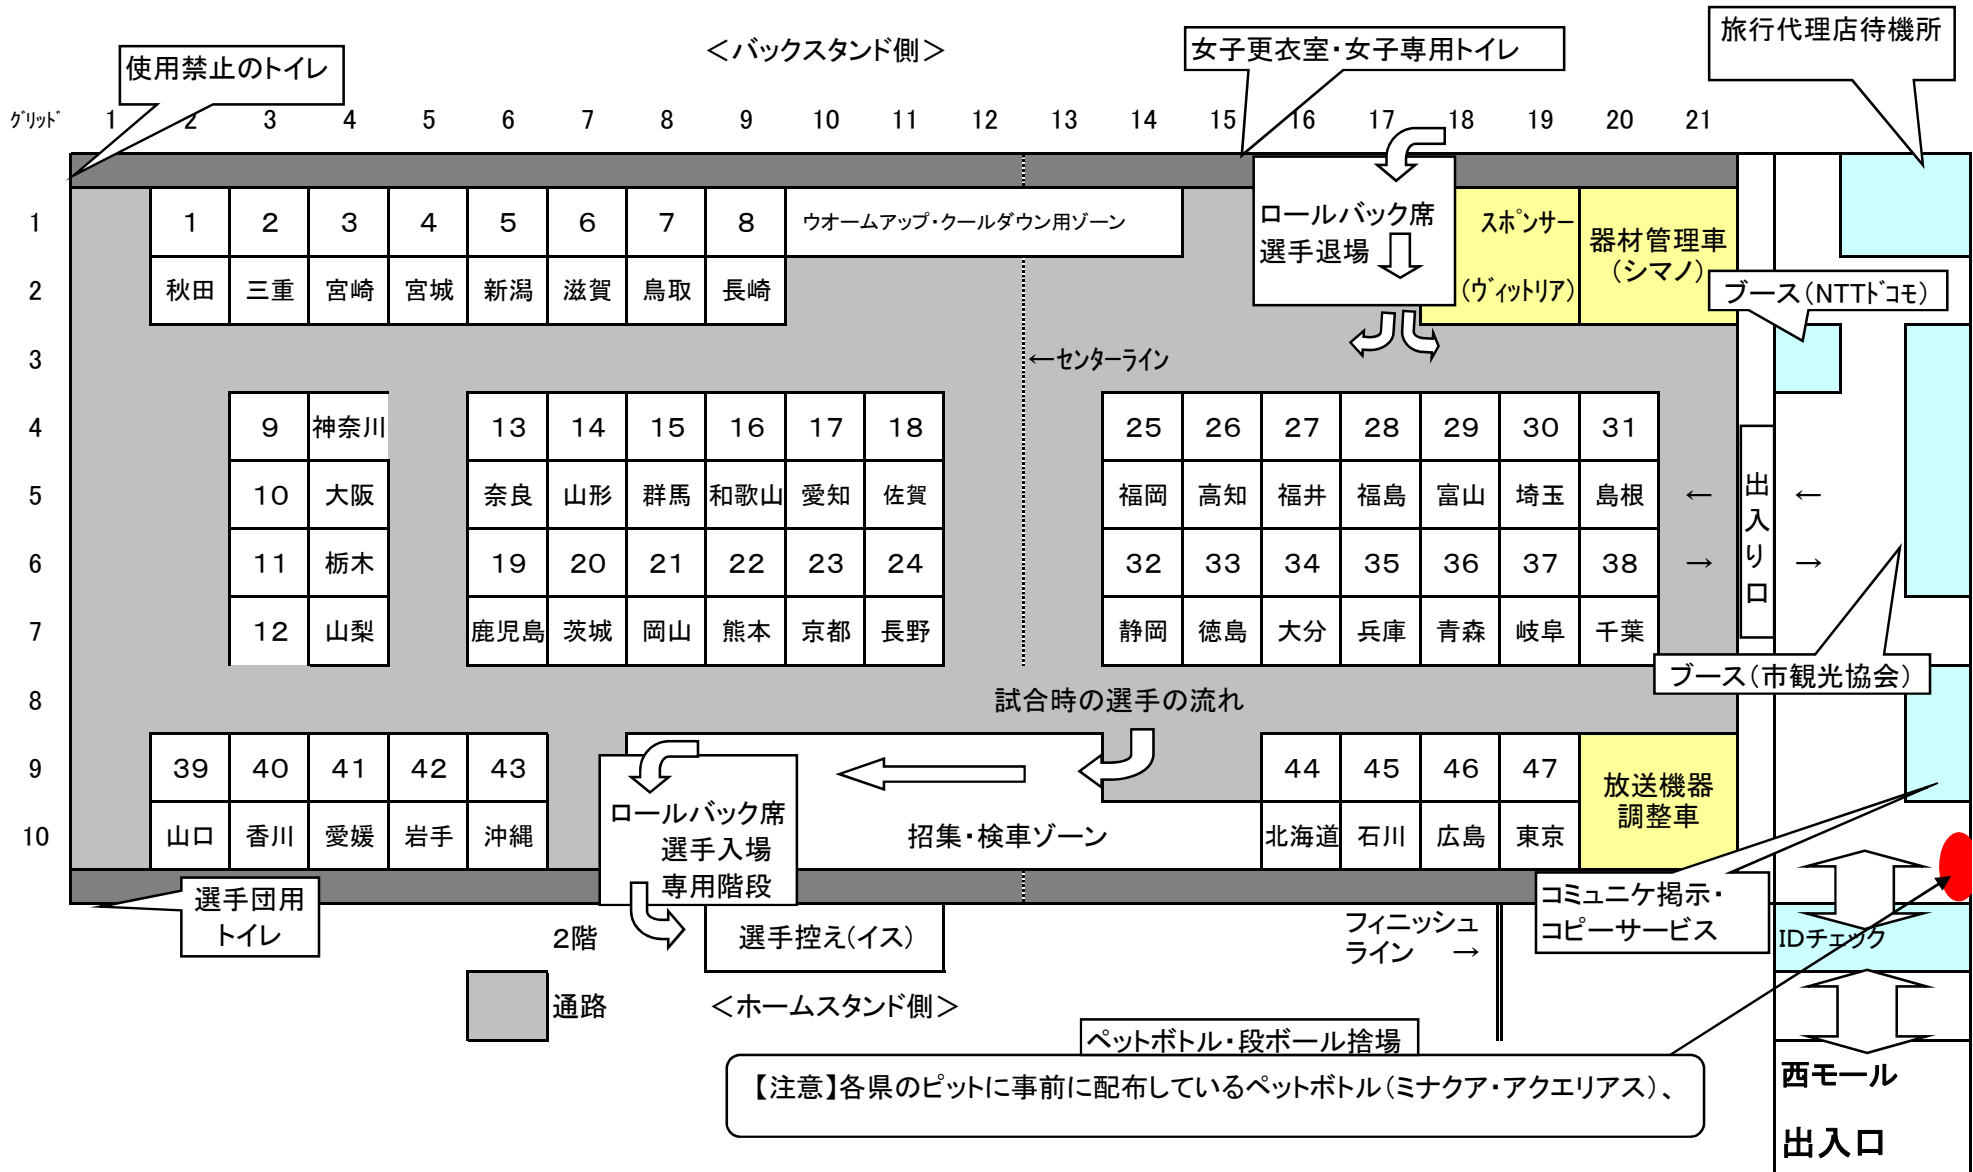 使用禁止のトイレ
＜バックスタンド側＞
女子更衣室・女子専用トイレ
旅行代理店待機所
ｸﾞﾘｯﾄﾞ 1 2 3 4 5 6 7 8 9 10 11 12 13 14 15 16 17 18 19 20 21
1 1 2 3 4 5 6 7 8 ウオームアップ・クールダウン用ゾーン
2 秋田 三重 宮崎 宮城 新潟 滋賀 鳥取 長崎
ロールバック席
選手退場
スポンサー
(ヴィットリア)
器材管理車
(シマノ)
ブース(NTTドコモ)
3 ←センターライン
4 9 神奈川 13 14 15 16 17 18 25 26 27 28 29 30 31
5 10 大阪 奈良 山形 群馬 和歌山 愛知 佐賀 福岡 高知 福井 福島 富山 埼玉 島根 ← ←
6 11 栃木 19 20 21 22 23 24 32 33 34 35 36 37 38 → →
7 12 山梨 鹿児島 茨城 岡山 熊本 京都 長野 静岡 徳島 大分 兵庫 青森 岐阜 千葉
出入り口
ブース(市観光協会)
8 試合時の選手の流れ
9 39 40 41 42 43 44 45 46 47
10 山口 香川 愛媛 岩手 沖縄 招集・検車ゾーン 北海道 石川 広島 東京
ロールバック席
選手入場
専用階段
放送機器
調整車
選手団用
トイレ
2階
選手控え(イス)
フィニッシュ
ライン →
コミュニケ掲示・
コピーサービス
IDチェック
通路
＜ホームスタンド側＞
ペットボトル・段ボール捨場
【注意】各県のピットに事前に配布しているペットボトル(ミナクア・アクエリアス)、
西モール
出入口